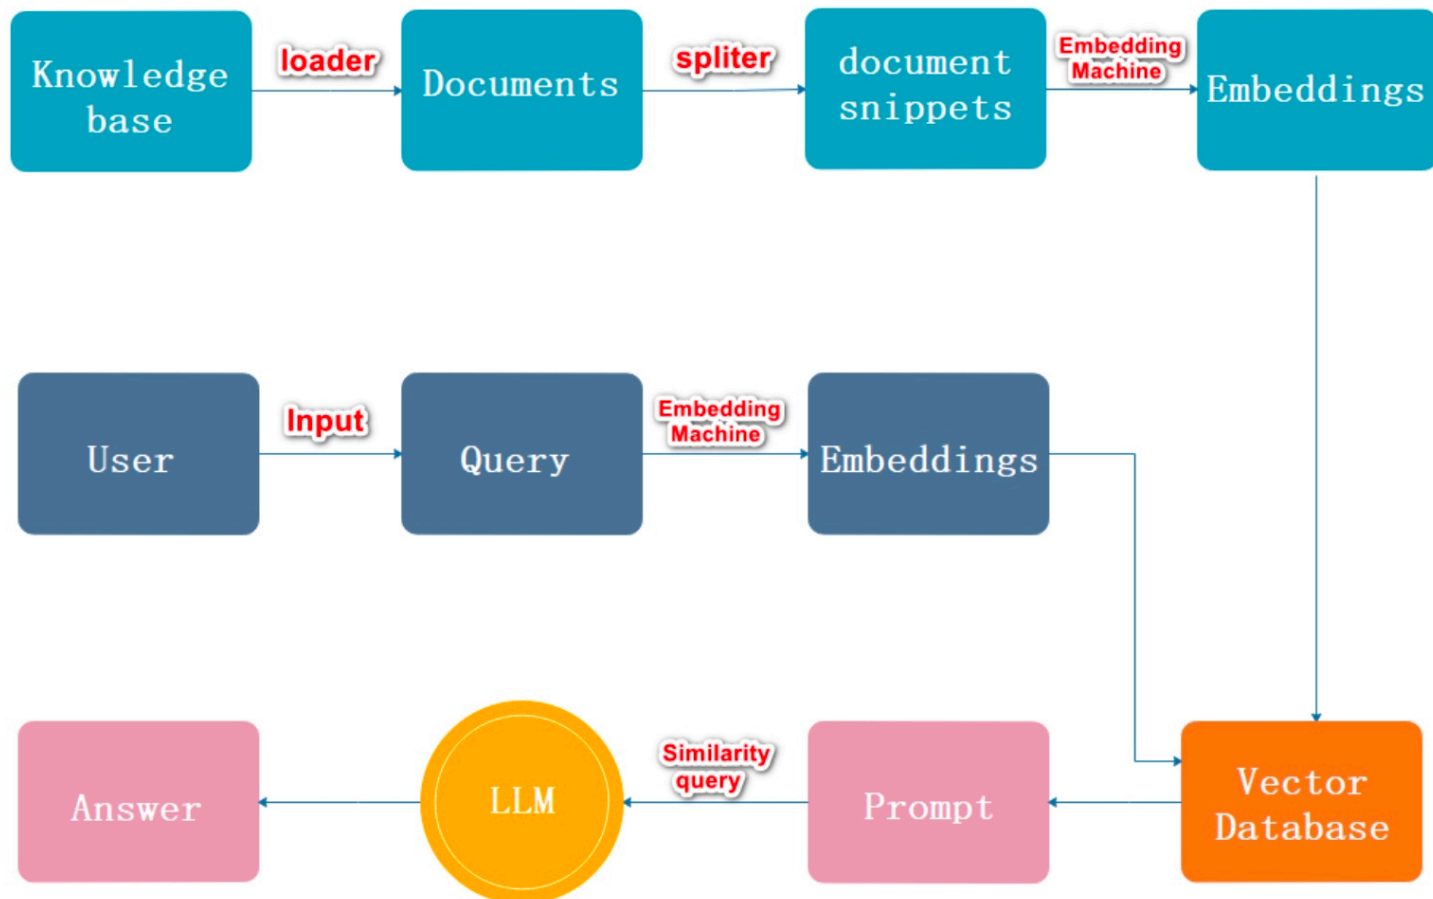 Knowledge
base
loader
Documents
spliter
document
snippets
Embedding
Machine
Embeddings
User
Input
Query
Embedding
Machine
Embeddings
Answer
LLM
Similarity
query
Prompt
Vector
Database